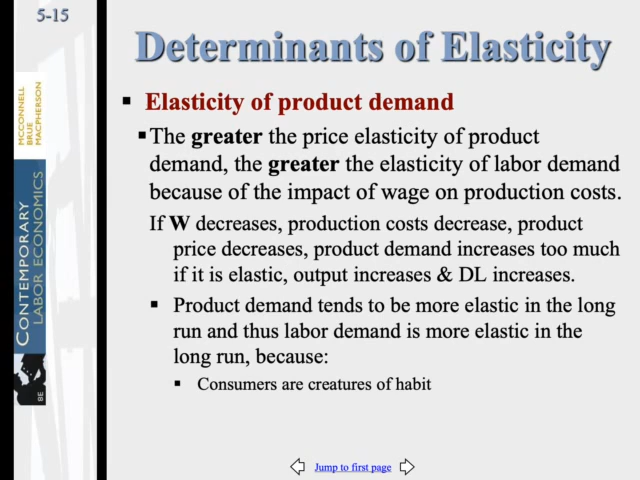 5-15
Determinants of Elasticity
▪ Elasticity of product demand
▪ The greater the price elasticity of product
demand, the greater the elasticity of labor demand
because of the impact of wage on production costs.
If W decreases, production costs decrease, product
price decreases, product demand increases too much
if it is elastic, output increases & DL increases.
▪ Product demand tends to be more elastic in the long
run and thus labor demand is more elastic in the
long run, because:
▪ Consumers are creatures of habit
MCCONNELL
BRUE
MACPHERSON
CONTEMPORARY
LABOR ECONOMICS
8E
Jump to first page